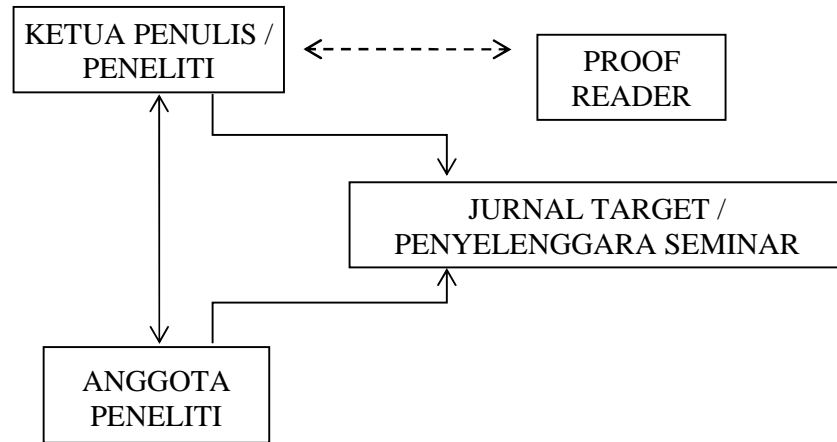 KETUA PENULIS /
PENELITI
PROOF
READER
JURNAL TARGET /
PENYELENGGARA SEMINAR
ANGGOTA
PENELITI